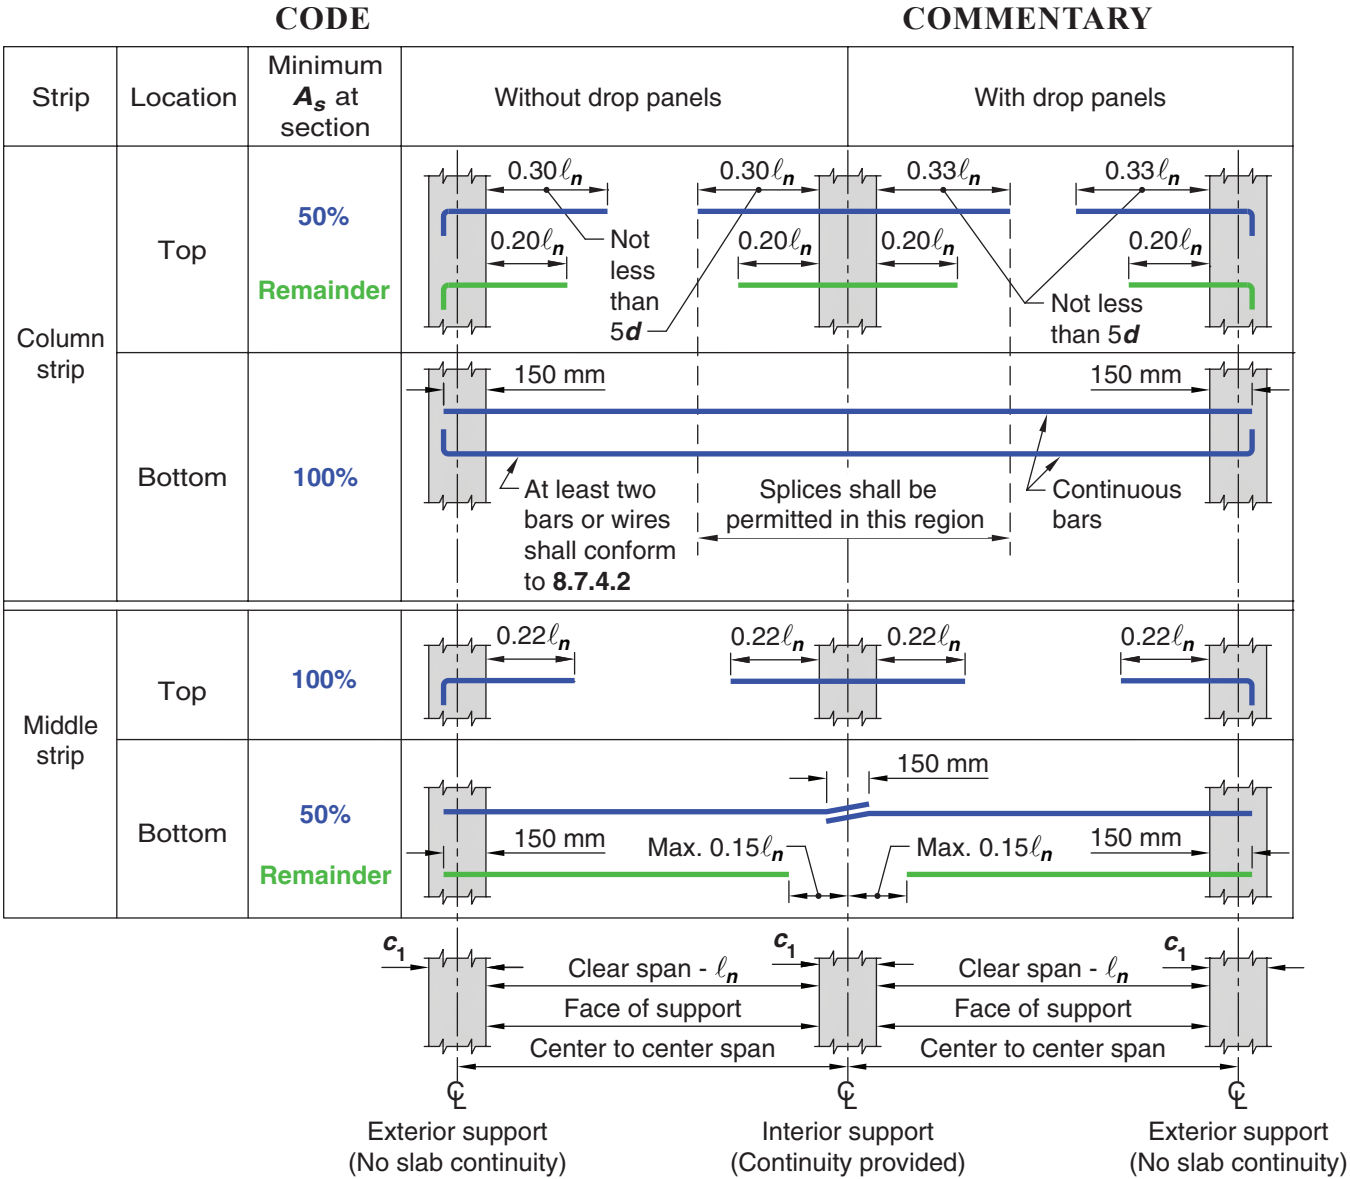 CODE
COMMENTARY
Strip
Location
Minimum
As at
section
Without drop panels
With drop panels
Column
strip
Top
50%
Remainder
0.30ℓn
0.30ℓn
0.33ℓn
0.33ℓn
0.20ℓn
0.20ℓn
0.20ℓn
0.20ℓn
Not
less
than
5d
Not less
than 5d
Bottom
100%
150 mm
150 mm
At least two
bars or wires
shall conform
to 8.7.4.2
Splices shall be
permitted in this region
Continuous
bars
Middle
strip
Top
100%
0.22ℓn
0.22ℓn
0.22ℓn
0.22ℓn
Bottom
50%
Remainder
150 mm
150 mm
Max. 0.15ℓn
Max. 0.15ℓn
150 mm
c1
c1
c1
Clear span - ℓn
Clear span - ℓn
Face of support
Face of support
Center to center span
Center to center span
℄
℄
℄
Exterior support
(No slab continuity)
Interior support
(Continuity provided)
Exterior support
(No slab continuity)